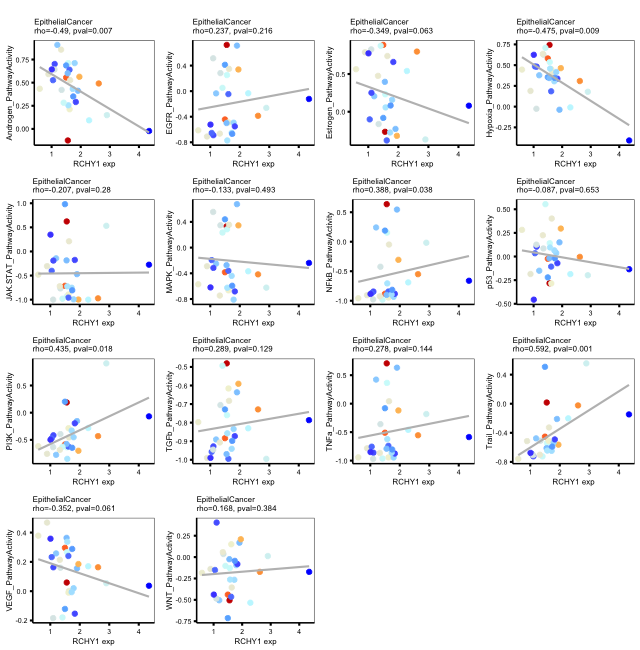 EpithelialCancer
rho=-0.49, pval=0.007
Androgen_PathwayActivity
0.75
0.50
0.25
0.00
1 2 3 4
RCHY1 exp
EpithelialCancer
rho=0.237, pval=0.216
EGFR_PathwayActivity
0.4
0.0
-0.4
-0.8
1 2 3 4
RCHY1 exp
EpithelialCancer
rho=-0.349, pval=0.063
Estrogen_PathwayActivity
0.5
0.0
1 2 3 4
RCHY1 exp
EpithelialCancer
rho=-0.475, pval=0.009
Hypoxia_PathwayActivity
0.75
0.50
0.25
0.00
-0.25
1 2 3 4
RCHY1 exp
EpithelialCancer
rho=-0.207, pval=0.28
JAK.STAT_PathwayActivity
1.0
0.5
0.0
-0.5
-1.0
1 2 3 4
RCHY1 exp
EpithelialCancer
rho=-0.133, pval=0.493
MAPK_PathwayActivity
0.4
0.0
-0.4
-0.8
1 2 3 4
RCHY1 exp
EpithelialCancer
rho=0.388, pval=0.038
NFkB_PathwayActivity
0.5
0.0
-0.5
-1.0
1 2 3 4
RCHY1 exp
EpithelialCancer
rho=-0.087, pval=0.653
p53_PathwayActivity
0.50
0.25
0.00
-0.25
-0.50
1 2 3 4
RCHY1 exp
EpithelialCancer
rho=0.435, pval=0.018
PI3K_PathwayActivity
0.5
0.0
-0.5
1 2 3 4
RCHY1 exp
EpithelialCancer
rho=0.289, pval=0.129
TGFb_PathwayActivity
-0.5
-0.6
-0.7
-0.8
-0.9
-1.0
1 2 3 4
RCHY1 exp
EpithelialCancer
rho=0.278, pval=0.144
TNFa_PathwayActivity
0.5
0.0
-0.5
-1.0
1 2 3 4
RCHY1 exp
EpithelialCancer
rho=0.592, pval=0.001
Trail_PathwayActivity
0.4
0.0
-0.4
-0.8
1 2 3 4
RCHY1 exp
EpithelialCancer
rho=-0.352, pval=0.061
VEGF_PathwayActivity
0.4
0.2
0.0
-0.2
1 2 3 4
RCHY1 exp
EpithelialCancer
rho=0.168, pval=0.384
WNT_PathwayActivity
0.25
0.00
-0.25
-0.50
-0.75
1 2 3 4
RCHY1 exp